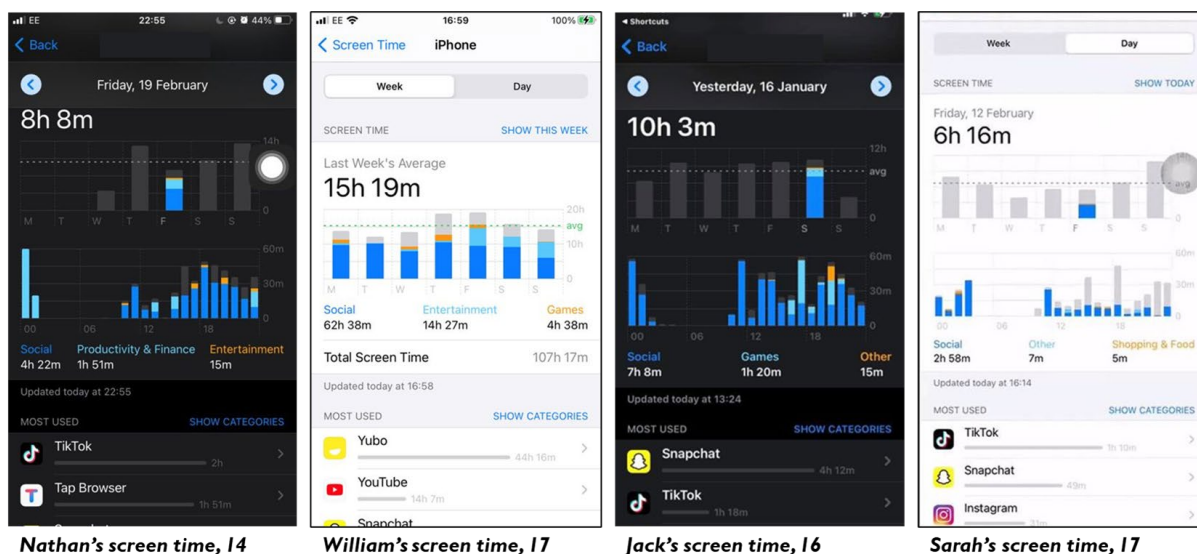 EE 22:55 44%
Back
Friday, 19 February
8h 8m
14h
0
M T W T F S S
60m
30m
0
00 06 12 18
Social Productivity & Finance Entertainment
4h 22m 1h 51m 15m
Updated today at 22:55
MOST USED SHOW CATEGORIES
TikTok
2h
Tap Browser
1h 51m
Nathan's screen time, 14
EE 16:59 100%
Screen Time iPhone
Week Day
SCREEN TIME SHOW THIS WEEK
Last Week's Average
15h 19m
20h
avg
10h
0
M T W T F S S
Social Entertainment Games
62h 38m 14h 27m 4h 38m
Total Screen Time 107h 17m
Updated today at 16:58
MOST USED SHOW CATEGORIES
Yubo
44h 16m
YouTube
14h 7m
Snapchat
William's screen time, 17
Shortcuts
Back
Yesterday, 16 January
10h 3m
12h
avg
0
M T W T F S S
60m
30m
0
00 06 12 18
Social Games Other
7h 8m 1h 20m 15m
Updated today at 13:24
MOST USED SHOW CATEGORIES
Snapchat
4h 12m
TikTok
1h 18m
Jack's screen time, 16
Week Day
SCREEN TIME SHOW TODAY
Friday, 12 February
6h 16m
avg
0
M T W T F S S
60m
30m
0
00 06 12 18
Social Other Shopping & Food
2h 58m 7m 5m
Updated today at 16:14
MOST USED SHOW CATEGORIES
TikTok
1h 10m
Snapchat
49m
Instagram
31m
Sarah's screen time, 17